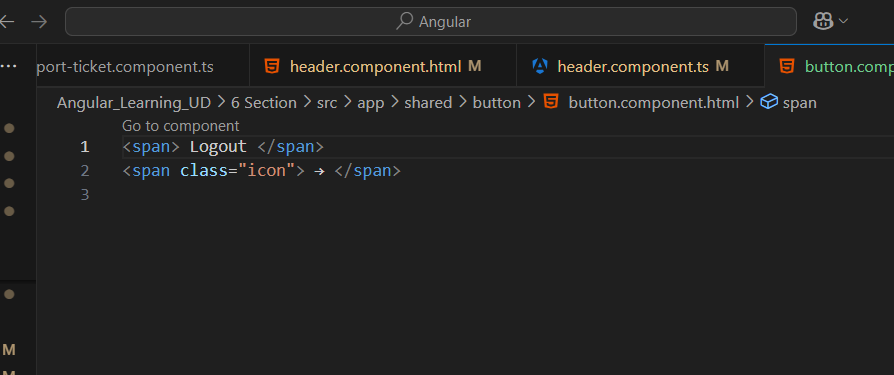 Angular
port-ticket.component.ts header.component.html M header.component.ts M button.comp
Angular_Learning_UD > 6 Section > src > app > shared > button > button.component.html > span
Go to component
1 <span> Logout </span>
2 <span class="icon"> → </span>
3
M